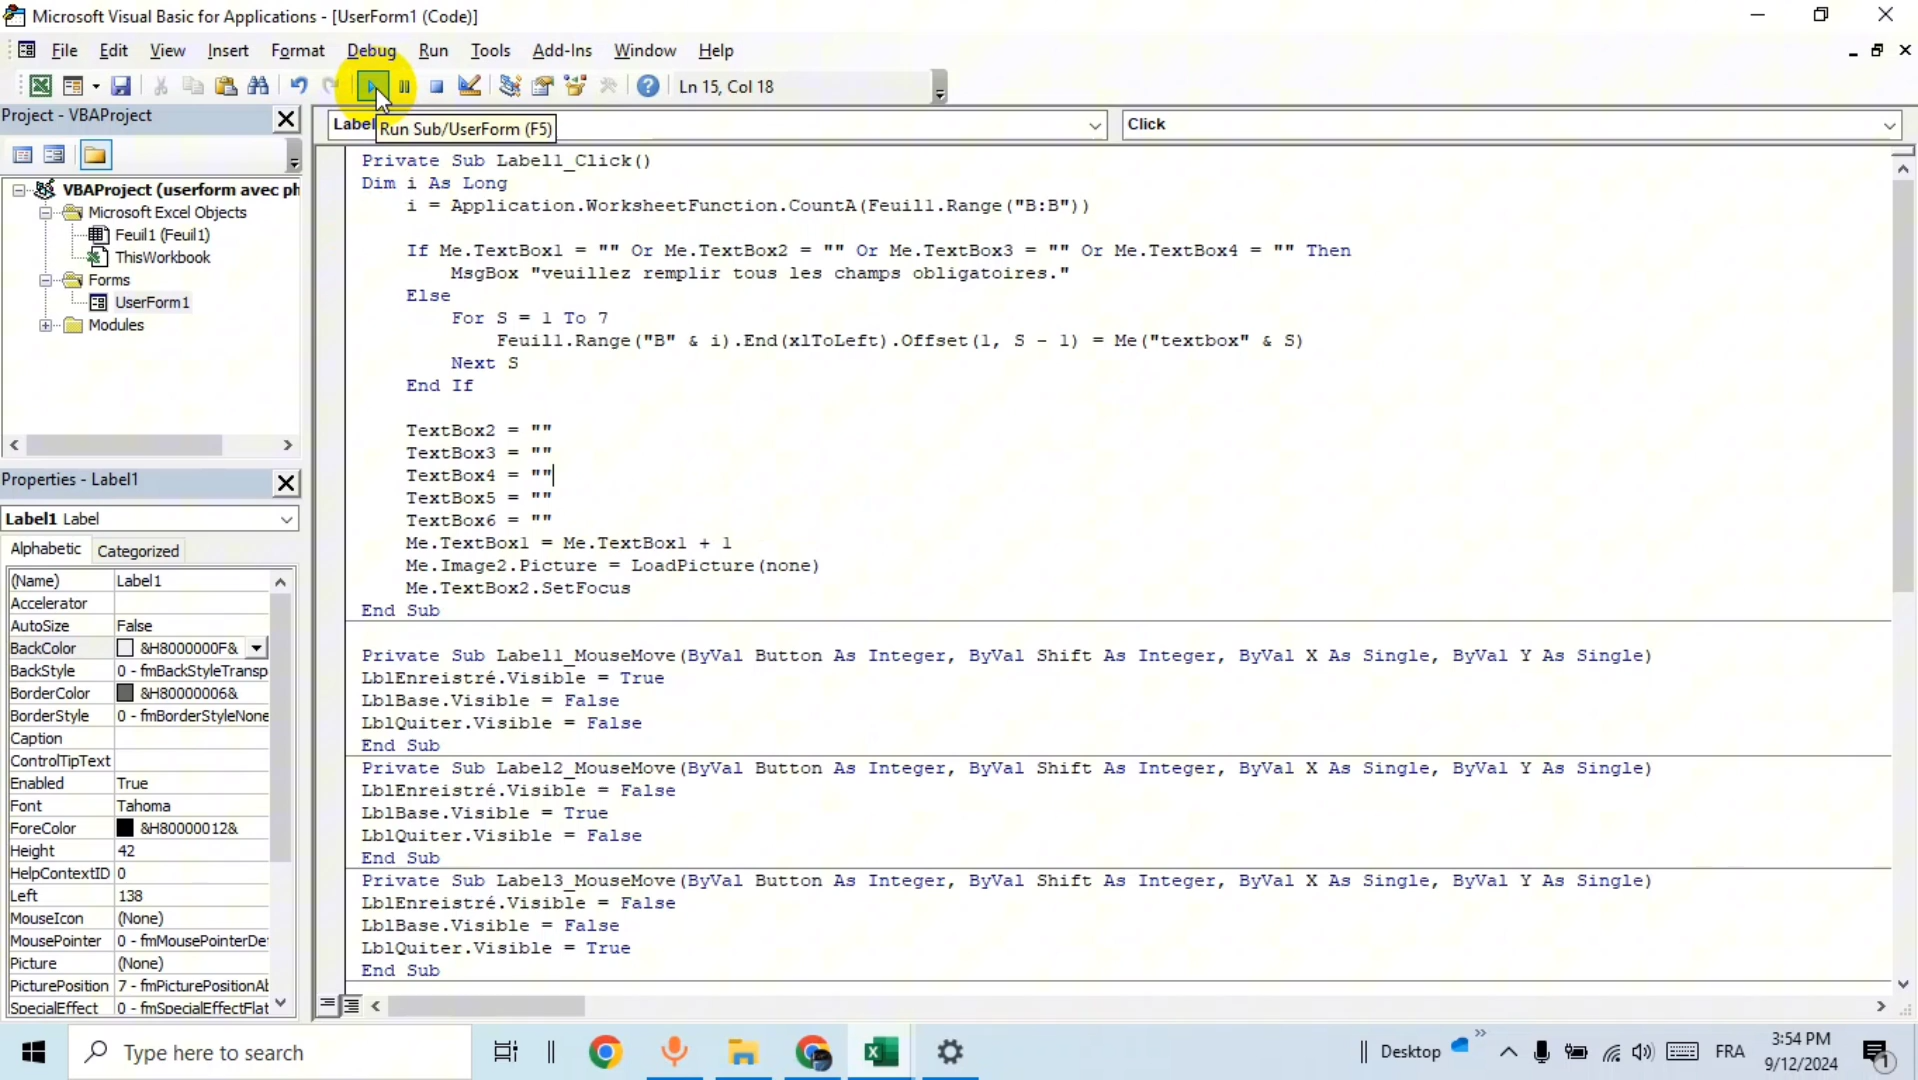 Microsoft Visual Basic for Applications - [UserForm1 (Code)]
File Edit View Insert Format Debug Run Tools Add-Ins Window Help
Ln 15, Col 18
Project - VBAProject
Label
Run Sub/UserForm (F5)
Click
VBAProject (userform avec ph
Microsoft Excel Objects
Feuil1 (Feuil1)
ThisWorkbook
Forms
UserForm1
Modules
Properties - Label1
Label1 Label
Alphabetic Categorized
(Name) Label1
Accelerator
AutoSize False
BackColor &H8000000F&
BackStyle 0 - fmBackStyleTransp
BorderColor &H80000006&
BorderStyle 0 - fmBorderStyleNone
Caption
ControlTipText
Enabled True
Font Tahoma
ForeColor &H80000012&
Height 42
HelpContextID 0
Left 138
MouseIcon (None)
MousePointer 0 - fmMousePointerDe
Picture (None)
PicturePosition 7 - fmPicturePositionAb
SpecialEffect 0 - fmSpecialEffectFlat
Private Sub Label1_Click()
Dim i As Long
i = Application.WorksheetFunction.CountA(Feuil1.Range("B:B"))
If Me.TextBox1 = "" Or Me.TextBox2 = "" Or Me.TextBox3 = "" Or Me.TextBox4 = "" Then
MsgBox "veuillez remplir tous les champs obligatoires."
Else
For S = 1 To 7
Feuil1.Range("B" & i).End(xlToLeft).Offset(1, S - 1) = Me("textbox" & S)
Next S
End If
TextBox2 = ""
TextBox3 = ""
TextBox4 = ""
TextBox5 = ""
TextBox6 = ""
Me.TextBox1 = Me.TextBox1 + 1
Me.Image2.Picture = LoadPicture(none)
Me.TextBox2.SetFocus
End Sub
Private Sub Label1_MouseMove(ByVal Button As Integer, ByVal Shift As Integer, ByVal X As Single, ByVal Y As Single)
LblEnreistré.Visible = True
LblBase.Visible = False
LblQuiter.Visible = False
End Sub
Private Sub Label2_MouseMove(ByVal Button As Integer, ByVal Shift As Integer, ByVal X As Single, ByVal Y As Single)
LblEnreistré.Visible = False
LblBase.Visible = True
LblQuiter.Visible = False
End Sub
Private Sub Label3_MouseMove(ByVal Button As Integer, ByVal Shift As Integer, ByVal X As Single, ByVal Y As Single)
LblEnreistré.Visible = False
LblBase.Visible = False
LblQuiter.Visible = True
End Sub
Type here to search
Desktop
FRA
3:54 PM
9/12/2024
1